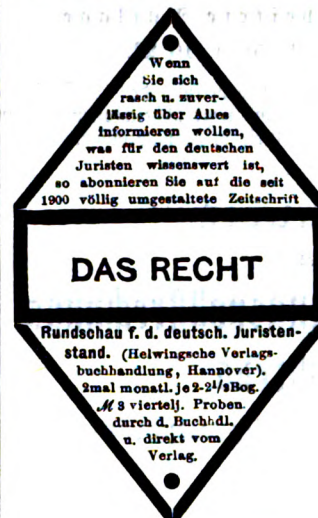 Wenn
Sie sich
rasch u. zuver-
lässig über Alles
informieren wollen,
was für den deutschen
Juristen wissenswert ist,
so abonnieren Sie auf die seit
1900 völlig umgestaltete Zeitschrift
DAS RECHT
Rundschau f. d. deutsch. Juristen-
stand. (Helwingsche Verlags-
buchhandlung, Hannover).
2mal monatl. je 2-2½ Bog.
M 3 viertelj. Proben.
durch d. Buchhdl.
u. direkt vom
Verlag.